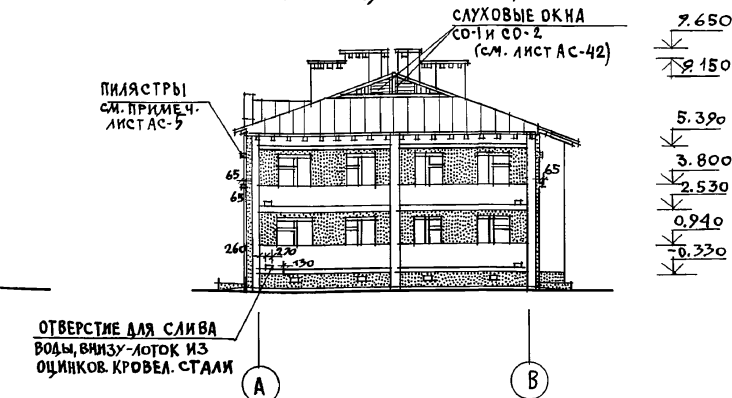 СЛУХОВЫЕ ОКНА
СО-1 И СО-2
(СМ. ЛИСТ АС-42)
9.650
9.150
ПИЛЯСТРЫ
СМ. ПРИМЕЧ.
ЛИСТ АС-5
5.390
3.800
2.530
0.940
-0.330
65
65
65
260
270
130
ОТВЕРСТИЕ ДЛЯ СЛИВА
ВОДЫ, ВНИЗУ-ЛОТОК ИЗ
ОЦИНКОВ. КРОВЕЛ. СТАЛИ
А
В